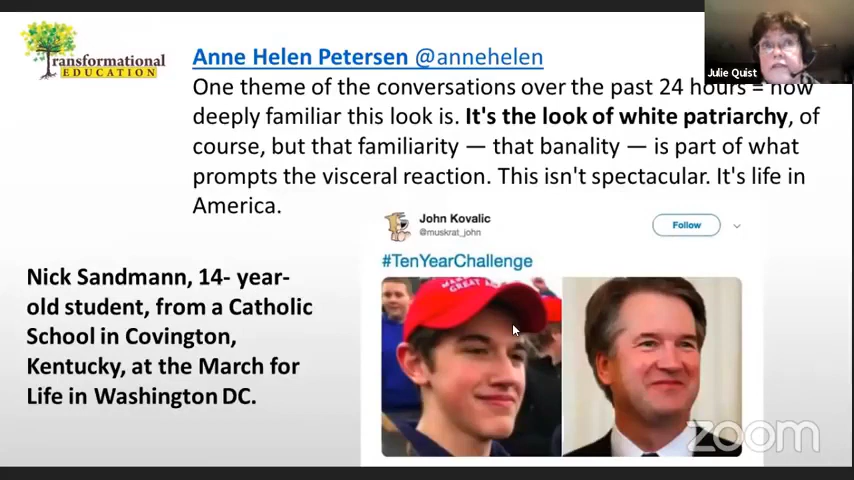 Transformational
EDUCATION
Anne Helen Petersen @annehelen
One theme of the conversations over the past 24 hours = how
deeply familiar this look is. It's the look of white patriarchy, of
course, but that familiarity — that banality — is part of what
prompts the visceral reaction. This isn't spectacular. It's life in
America.
Julie Quist
John Kovalic
@muskrat_john
Follow
#TenYearChallenge
GREAT
Nick Sandmann, 14- year-
old student, from a Catholic
School in Covington,
Kentucky, at the March for
Life in Washington DC.
zoom